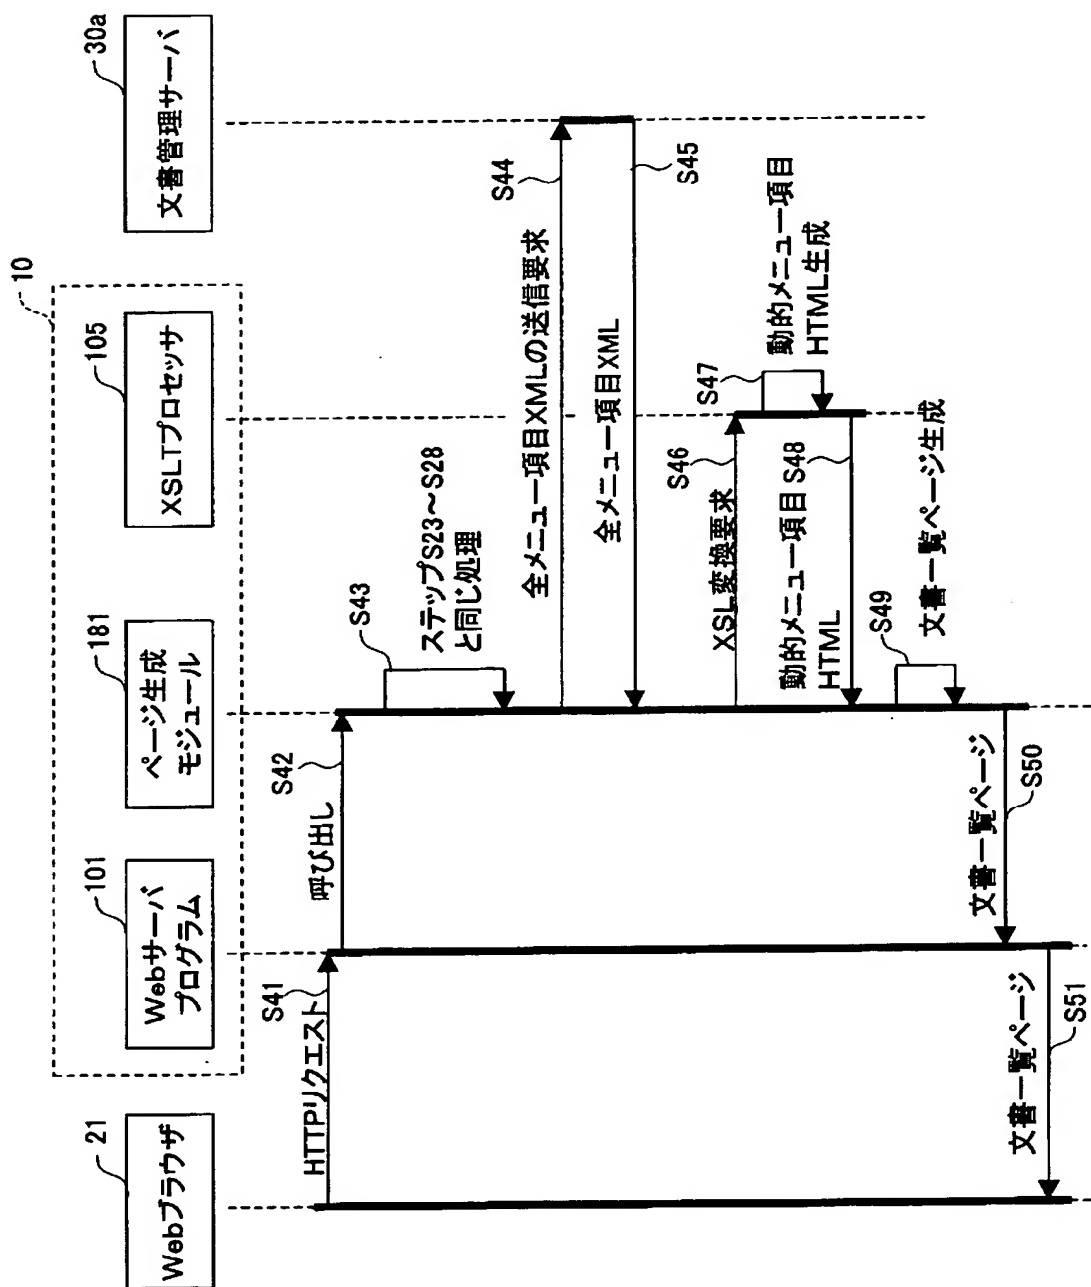 10
21
Webブラウザ
101
Webサーバ
プログラム
181
ページ生成
モジュール
105
XSLTプロセッサ
30a
文書管理サーバ
HTTPリクエスト
S41
呼び出し
S42
S43
ステップS23~S28
と同じ処理
全メニュー項目XMLの送信要求
S44
全メニュー項目XML
S45
XSL変換要求
S46
S47
動的メニュー項目
HTML生成
動的メニュー項目
HTML
S48
S49
文書一覧ページ生成
文書一覧ページ
S50
文書一覧ページ
S51